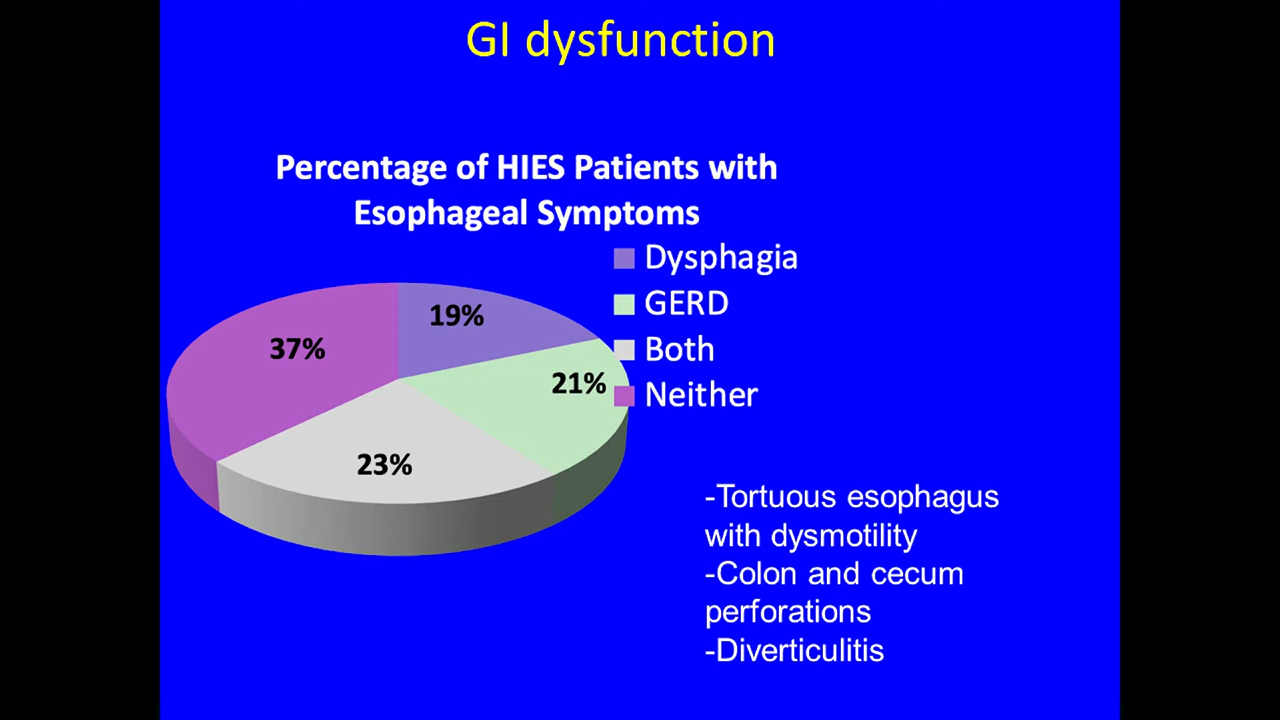 GI dysfunction
Percentage of HIES Patients with
Esophageal Symptoms
Dysphagia
GERD
Both
Neither
19%
37%
21%
23%
-Tortuous esophagus
with dysmotility
-Colon and cecum
perforations
-Diverticulitis